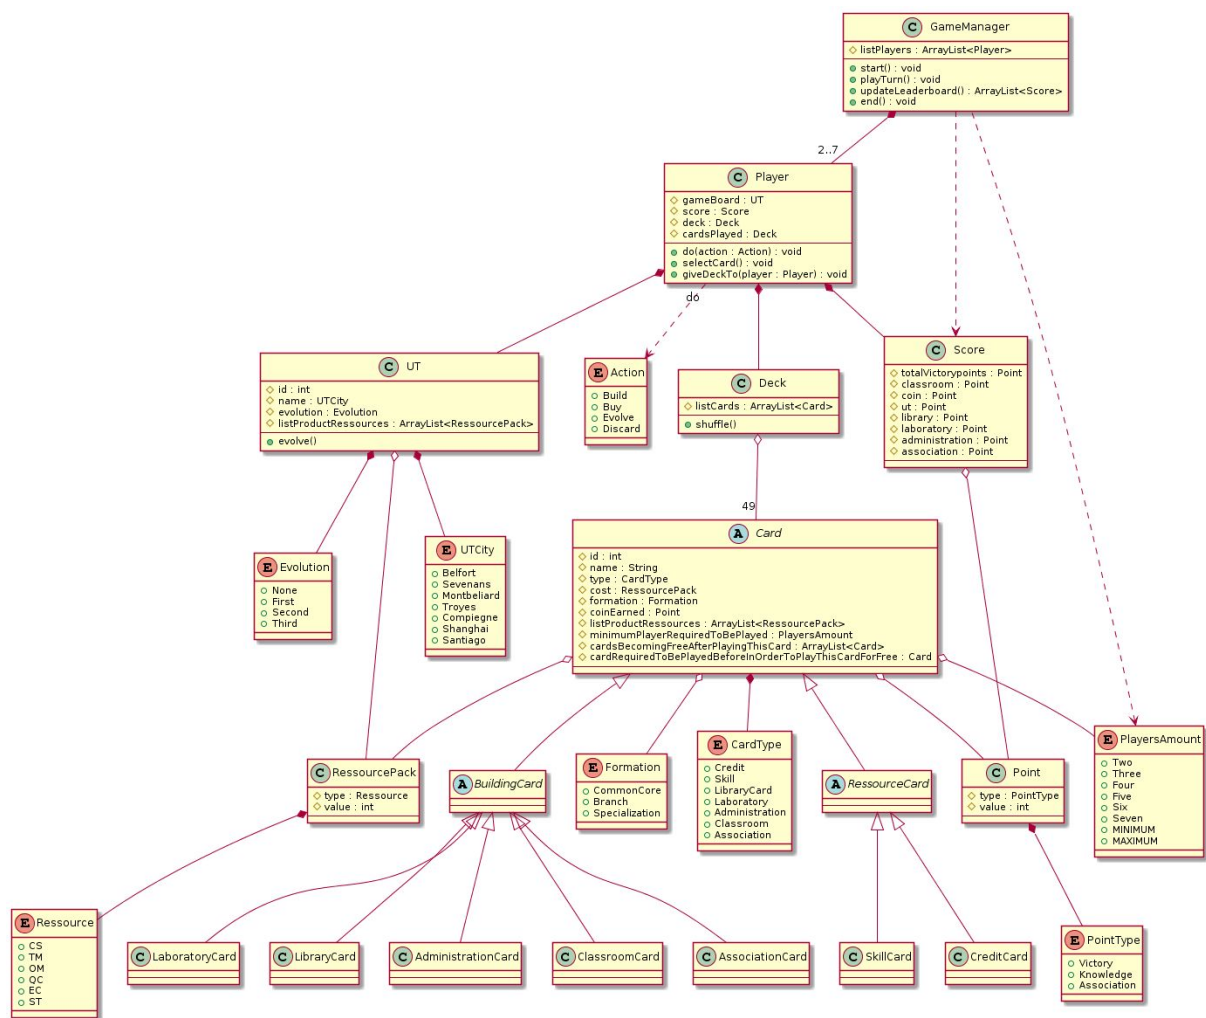 C GameManager
listPlayers : ArrayList<Player>
start() : void
playTurn() : void
updateLeaderboard() : ArrayList<Score>
end() : void
2..7
C Player
gameBoard : UT
score : Score
deck : Deck
cardsPlayed : Deck
do(action : Action) : void
selectCard() : void
giveDeckTo(player : Player) : void
d6
C UT
id : int
name : UTCity
evolution : Evolution
listProductRessources : ArrayList<RessourcePack>
evolve()
E Action
Build
Buy
Evolve
Discard
C Deck
listCards : ArrayList<Card>
shuffle()
C Score
totalVictorypoints : Point
classroom : Point
coin : Point
ut : Point
library : Point
laboratory : Point
administration : Point
association : Point
49
E Evolution
None
First
Second
Third
E UTCity
Belfort
Sevenans
Montbeliard
Troyes
Compiegne
Shanghai
Santiago
A Card
id : int
name : String
type : CardType
cost : RessourcePack
formation : Formation
coinEarned : Point
listProductRessources : ArrayList<RessourcePack>
minimumPlayerRequiredToBePlayed : PlayersAmount
cardsBecomingFreeAfterPlayingThisCard : ArrayList<Card>
cardRequiredToBePlayedBeforeInOrderToPlayThisCardForFree : Card
C RessourcePack
type : Ressource
value : int
A BuildingCard
E Formation
CommonCore
Branch
Specialization
E CardType
Credit
Skill
LibraryCard
Laboratory
Administration
Classroom
Association
A RessourceCard
C Point
type : PointType
value : int
E PlayersAmount
Two
Three
Four
Five
Six
Seven
MINIMUM
MAXIMUM
E Ressource
CS
TM
OM
QC
EC
ST
C LaboratoryCard
C LibraryCard
C AdministrationCard
C ClassroomCard
C AssociationCard
C SkillCard
C CreditCard
E PointType
Victory
Knowledge
Association